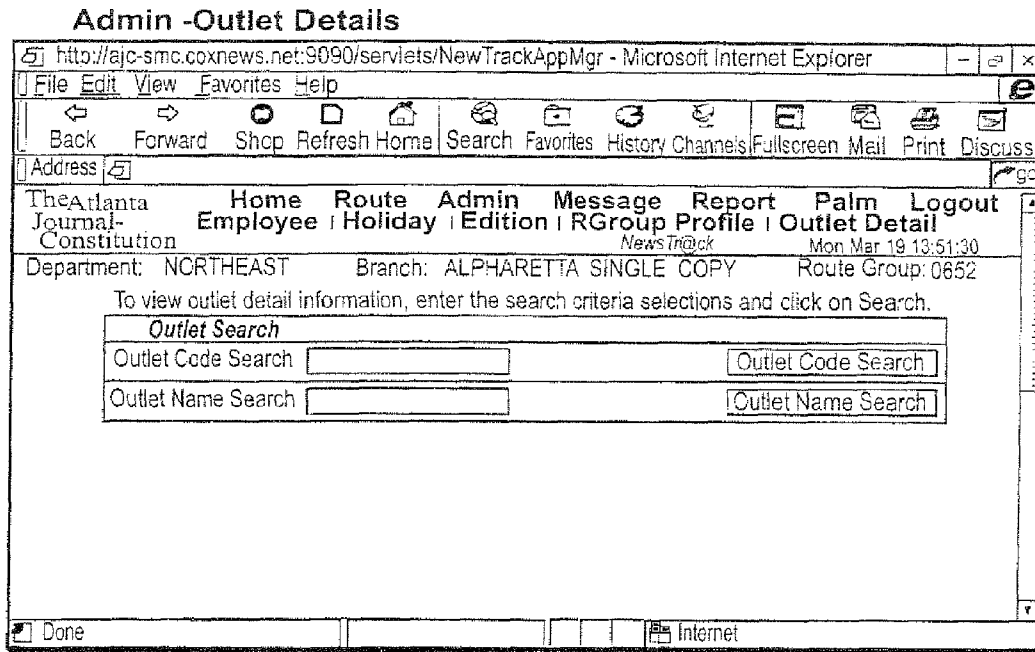 Admin -Outlet Details
http://ajc-smc.coxnews.net:9090/servlets/NewTrackAppMgr - Microsoft Internet Explorer
File Edit View Favorites Help
Back Forward Shop Refresh Home Search Favorites History Channels Fullscreen Mail Print Discuss
Address go
The Atlanta Journal-Constitution
Home Route Admin Message Report Palm Logout
Employee | Holiday | Edition | RGroup Profile | Outlet Detail
NewsTr@ck Mon Mar 19 13:51:30
Department: NORTHEAST Branch: ALPHARETTA SINGLE COPY Route Group: 0652
To view outlet detail information, enter the search criteria selections and click on Search.
Outlet Search
Outlet Code Search Outlet Code Search
Outlet Name Search Outlet Name Search
Done Internet